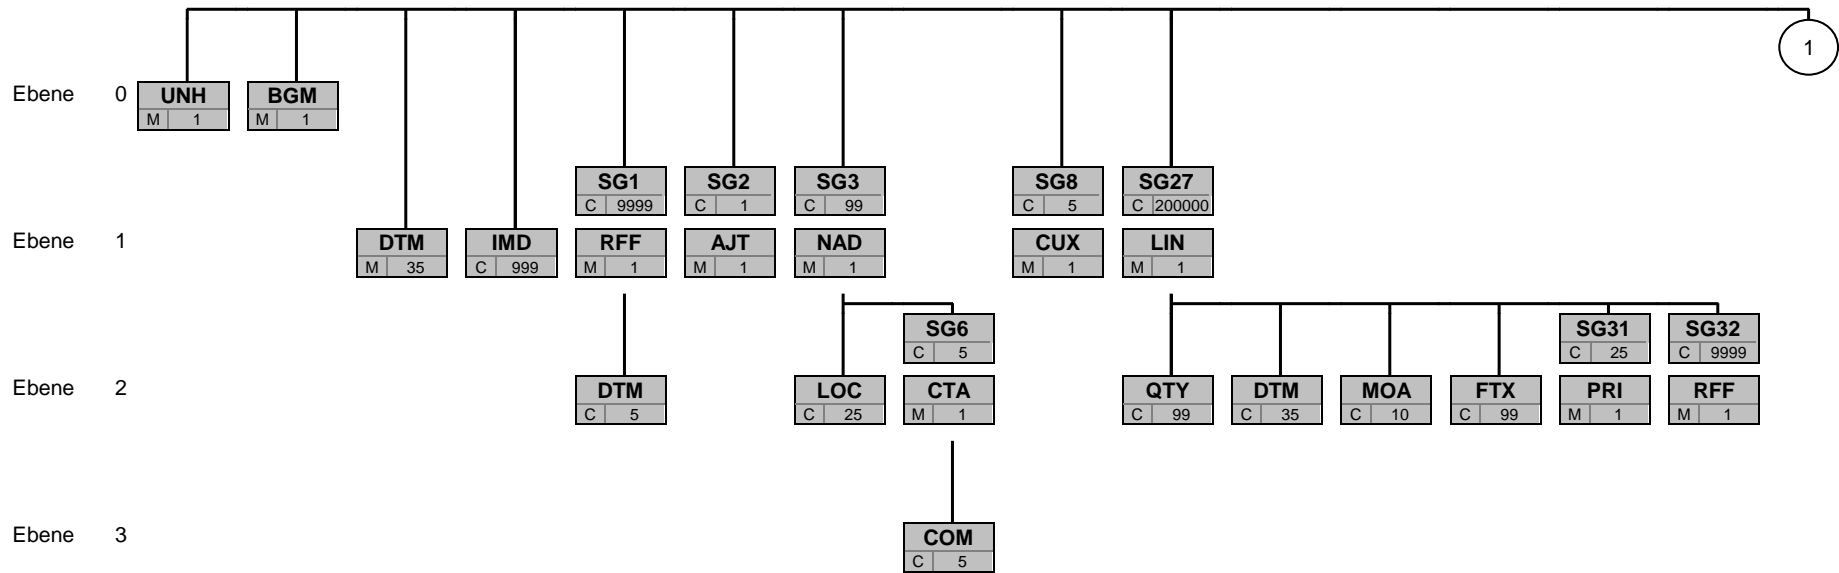 1
Ebene 0 UNH BGM
M 1 M 1
SG1 SG2 SG3 SG8 SG27
C 9999 C 1 C 99 C 5 C 200000
Ebene 1 DTM IMD RFF AJT NAD CUX LIN
M 35 C 999 M 1 M 1 M 1 M 1 M 1
SG6 SG31 SG32
C 5 C 25 C 9999
Ebene 2 DTM LOC CTA QTY DTM MOA FTX PRI RFF
C 5 C 25 M 1 C 99 C 35 C 10 C 99 M 1 M 1
Ebene 3 COM
C 5